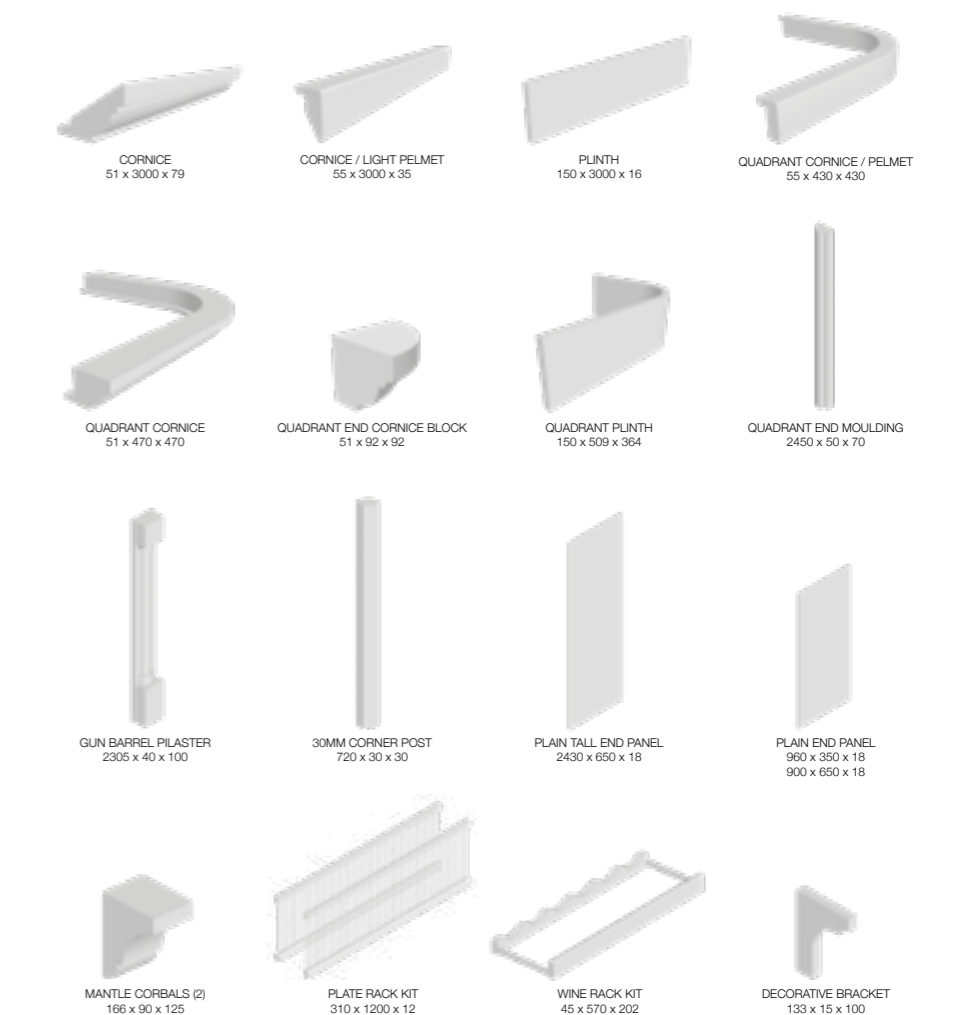 CORNICE
51 x 3000 x 79
CORNICE / LIGHT PELMET
55 x 3000 x 35
PLINTH
150 x 3000 x 16
QUADRANT CORNICE / PELMET
55 x 430 x 430
QUADRANT CORNICE
51 x 470 x 470
QUADRANT END CORNICE BLOCK
51 x 92 x 92
QUADRANT PLINTH
150 x 509 x 364
QUADRANT END MOULDING
2450 x 50 x 70
GUN BARREL PILASTER
2305 x 40 x 100
30MM CORNER POST
720 x 30 x 30
PLAIN TALL END PANEL
2430 x 650 x 18
PLAIN END PANEL
960 x 350 x 18
900 x 650 x 18
MANTLE CORBALS (2)
166 x 90 x 125
PLATE RACK KIT
310 x 1200 x 12
WINE RACK KIT
45 x 570 x 202
DECORATIVE BRACKET
133 x 15 x 100